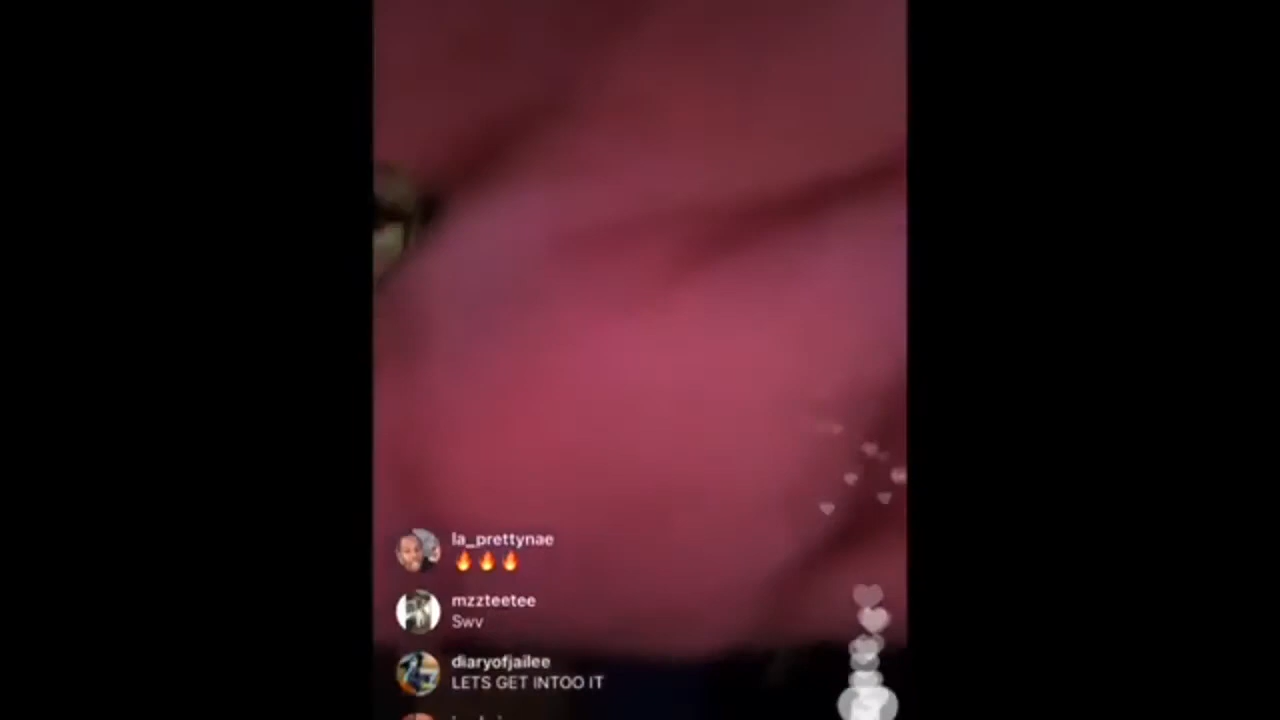 la_prettynae
🔥🔥🔥
mzzteetee
Swv
diaryofjailee
LETS GET INTOO IT